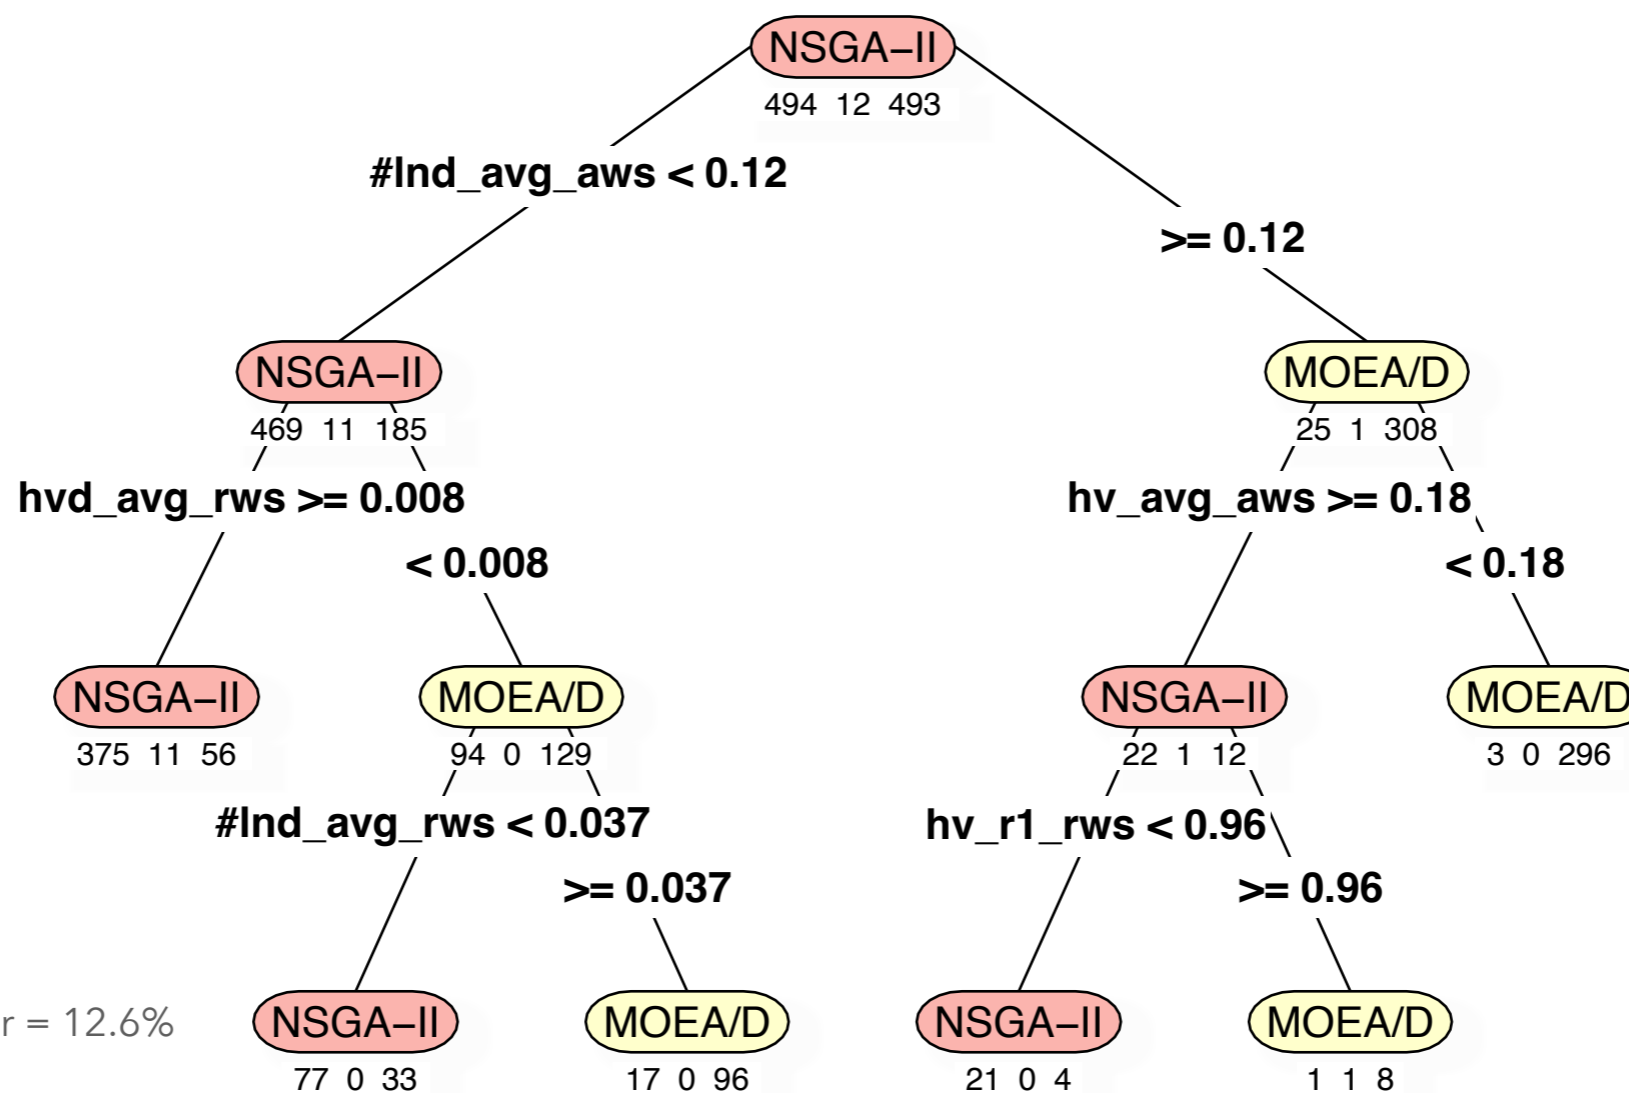 NSGA–II
494 12 493
#lnd_avg_aws < 0.12
>= 0.12
NSGA–II
MOEA/D
469 11 185
25 1 308
hvd_avg_rws >= 0.008
hv_avg_aws >= 0.18
< 0.008
< 0.18
NSGA–II
MOEA/D
NSGA–II
MOEA/D
375 11 56
94 0 129
22 1 12
3 0 296
#lnd_avg_rws < 0.037
hv_r1_rws < 0.96
>= 0.037
>= 0.96
r = 12.6%
NSGA–II
MOEA/D
NSGA–II
MOEA/D
77 0 33
17 0 96
21 0 4
1 1 8